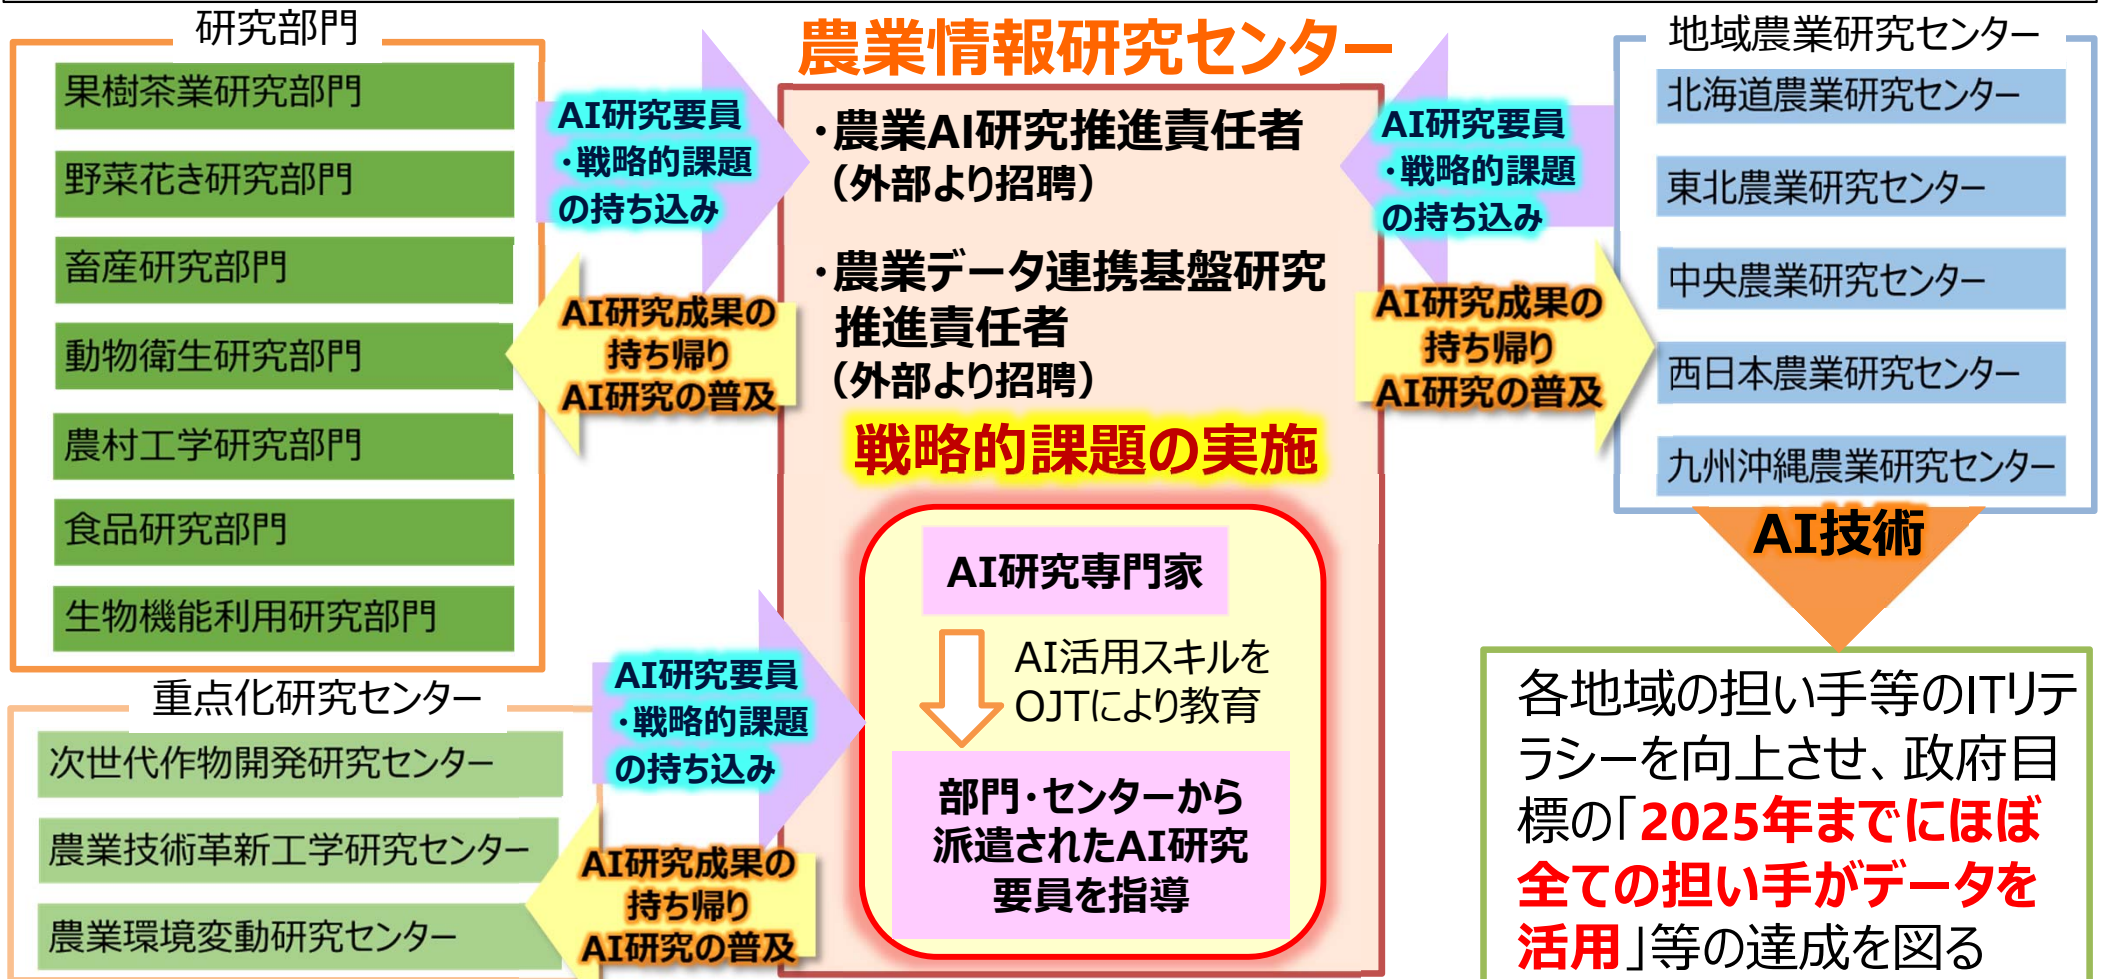 研究部門
果樹茶業研究部門
野菜花き研究部門
畜産研究部門
動物衛生研究部門
農村工学研究部門
食品研究部門
生物機能利用研究部門
重点化研究センター
次世代作物開発研究センター
農業技術革新工学研究センター
農業環境変動研究センター
AI研究要員
・戦略的課題
の持ち込み
AI研究成果の
持ち帰り
AI研究の普及
AI研究要員
・戦略的課題
の持ち込み
AI研究成果の
持ち帰り
AI研究の普及
農業情報研究センター
・農業AI研究推進責任者
（外部より招聘）
・農業データ連携基盤研究
推進責任者
（外部より招聘）
戦略的課題の実施
AI研究専門家
AI活用スキルを
OJTにより教育
部門・センターから
派遣されたAI研究
要員を指導
AI研究要員
・戦略的課題
の持ち込み
AI研究成果の
持ち帰り
AI研究の普及
地域農業研究センター
北海道農業研究センター
東北農業研究センター
中央農業研究センター
西日本農業研究センター
九州沖縄農業研究センター
AI技術
各地域の担い手等のITリテ
ラシーを向上させ、政府目
標の「2025年までにほぼ
全ての担い手がデータを
活用」等の達成を図る